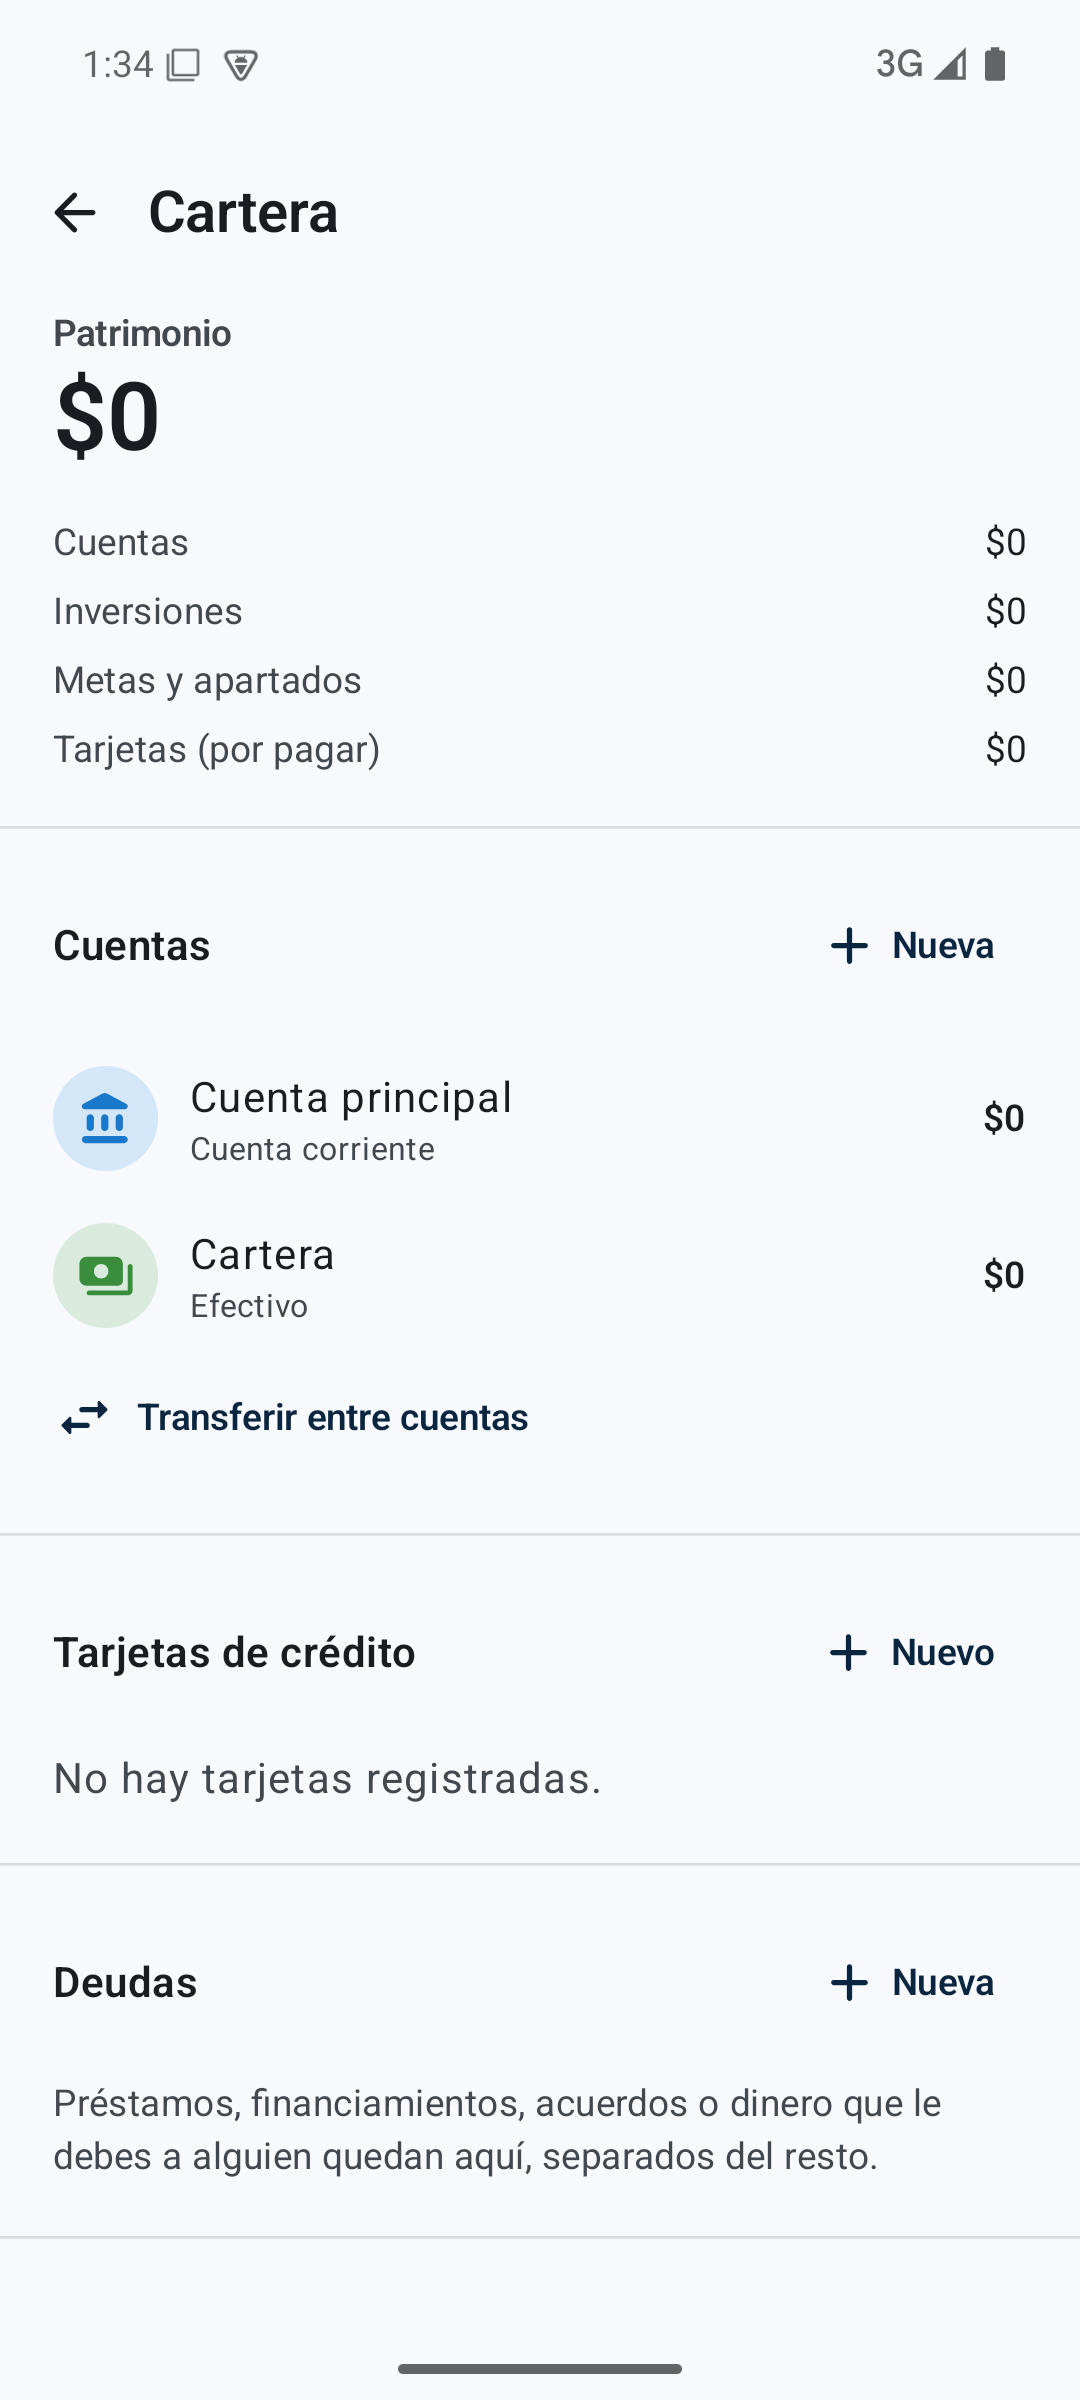 1:34
3G
Cartera
Patrimonio
$0
Cuentas $0
Inversiones $0
Metas y apartados $0
Tarjetas (por pagar) $0
Cuentas
Nueva
Cuenta principal
Cuenta corriente
$0
Cartera
Efectivo
$0
Transferir entre cuentas
Tarjetas de crédito
Nuevo
No hay tarjetas registradas.
Deudas
Nueva
Préstamos, financiamientos, acuerdos o dinero que le
debes a alguien quedan aquí, separados del resto.